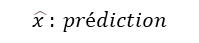 x̂ : prédiction